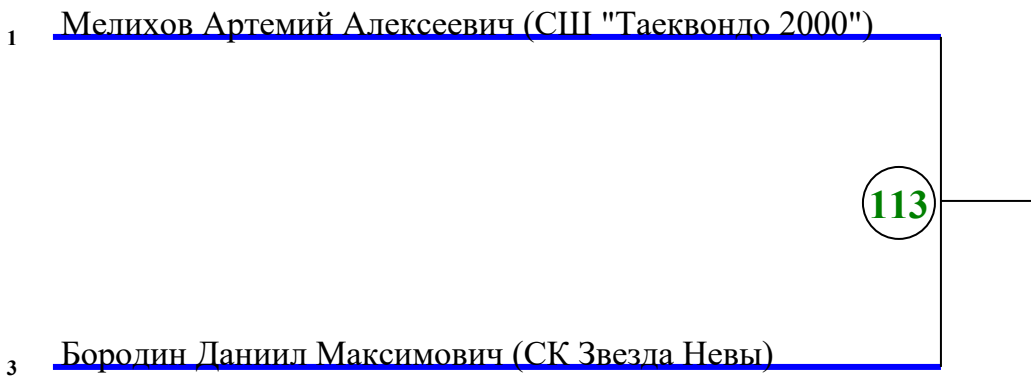 1 Мелихов Артемий Алексеевич (СШ "Таеквондо 2000")
113
3 Бородин Даниил Максимович (СК Звезда Невы)